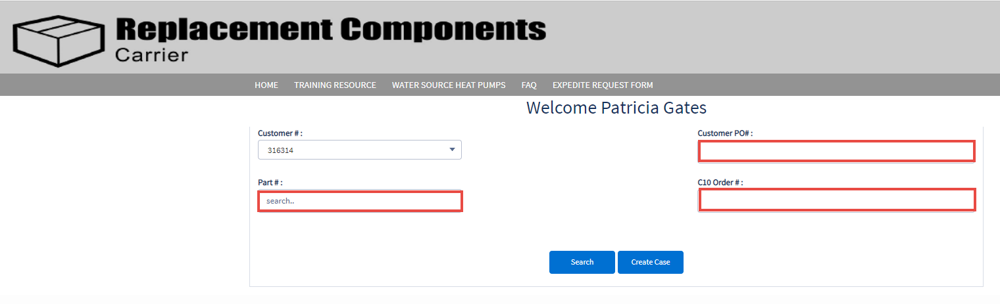 Replacement Components
Carrier
HOME TRAINING RESOURCE WATER SOURCE HEAT PUMPS FAQ EXPEDITE REQUEST FORM
Welcome Patricia Gates
Customer # :
316314
Customer PO# :
Part # :
search..
C10 Order # :
Search Create Case